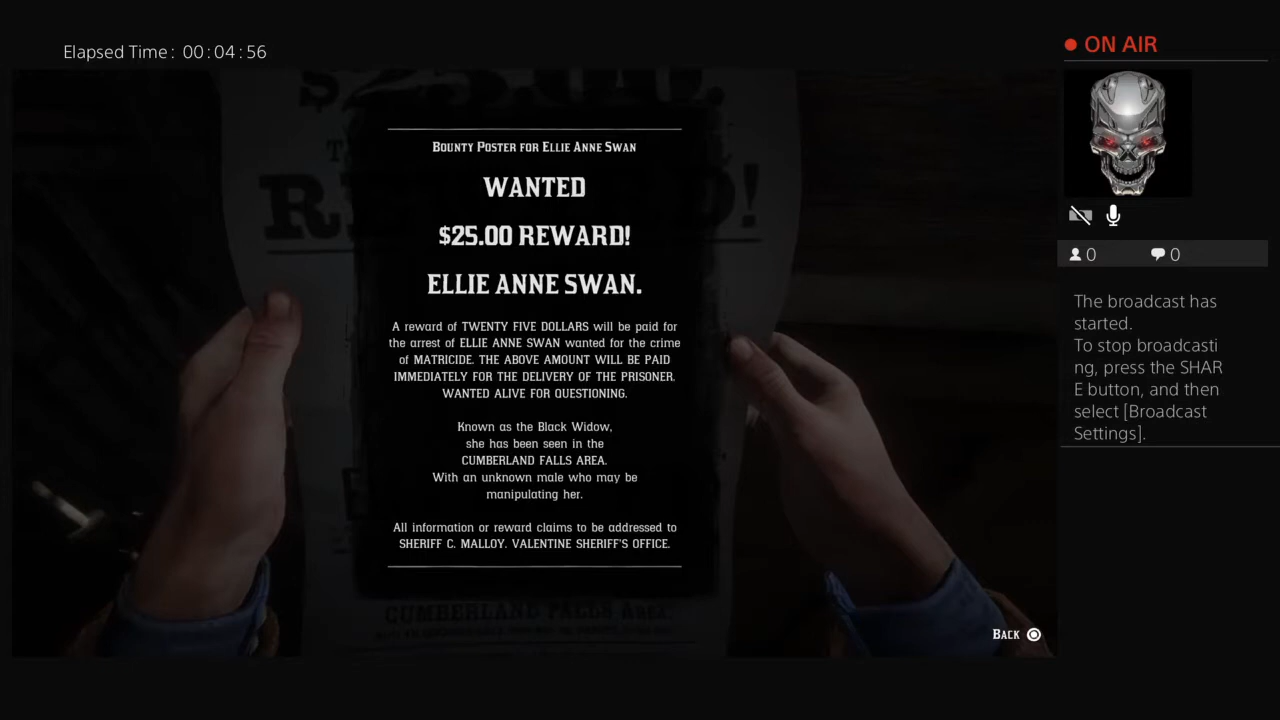 Elapsed Time: 00:04:56
ON AIR
0 0
The broadcast has
started.
To stop broadcasti
ng, press the SHAR
E button, and then
select [Broadcast
Settings].
$25.00.
BOUNTY POSTER FOR ELLIE ANNE SWAN
WANTED
$25.00 REWARD!
ELLIE ANNE SWAN.
A reward of TWENTY FIVE DOLLARS will be paid for
the arrest of ELLIE ANNE SWAN wanted for the crime
of MATRICIDE. THE ABOVE AMOUNT WILL BE PAID
IMMEDIATELY FOR THE DELIVERY OF THE PRISONER.
WANTED ALIVE FOR QUESTIONING.
Known as the Black Widow,
she has been seen in the
CUMBERLAND FALLS AREA.
With an unknown male who may be
manipulating her.
All information or reward claims to be addressed to
SHERIFF C. MALLOY. VALENTINE SHERIFF'S OFFICE.
CUMBERLAND FALLS AREA.
BACK